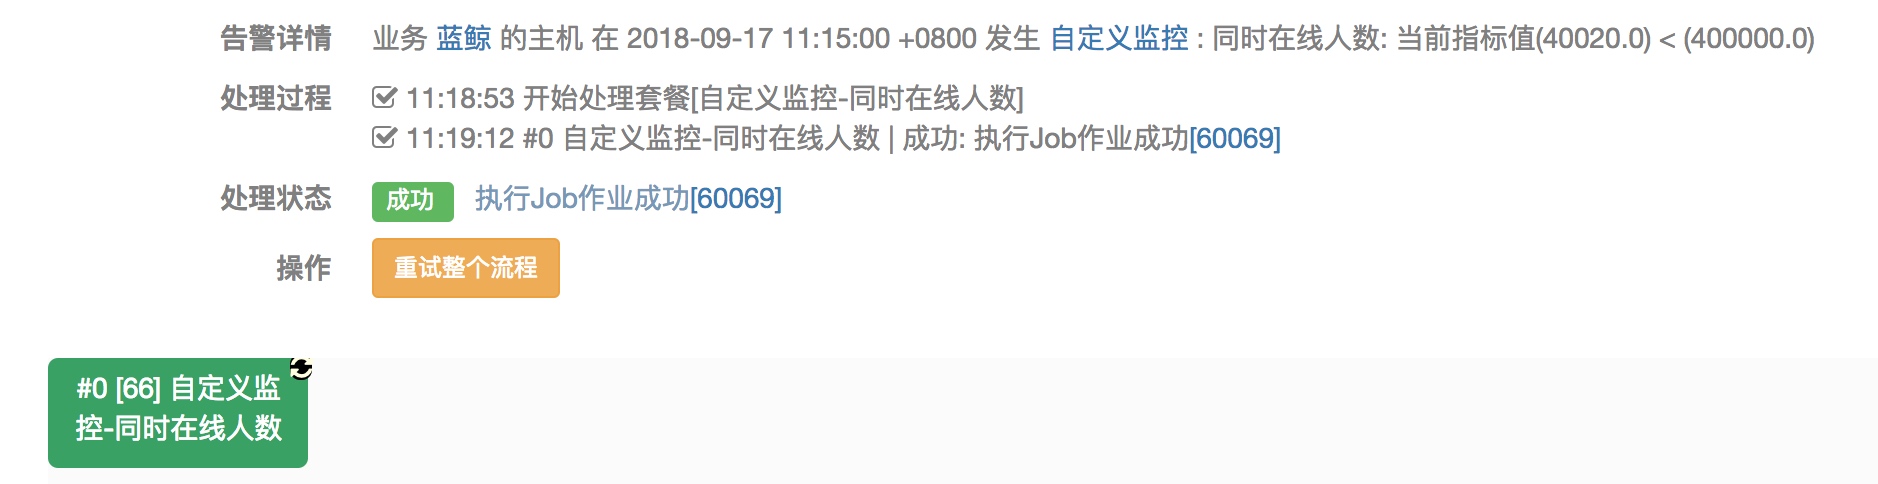 告警详情 业务 蓝鲸 的主机 在 2018-09-17 11:15:00 +0800 发生 自定义监控 : 同时在线人数: 当前指标值(40020.0) < (400000.0)
处理过程 11:18:53 开始处理套餐[自定义监控-同时在线人数]
11:19:12 #0 自定义监控-同时在线人数 | 成功: 执行Job作业成功[60069]
处理状态 成功 执行Job作业成功[60069]
操作 重试整个流程
#0 [66] 自定义监
控-同时在线人数